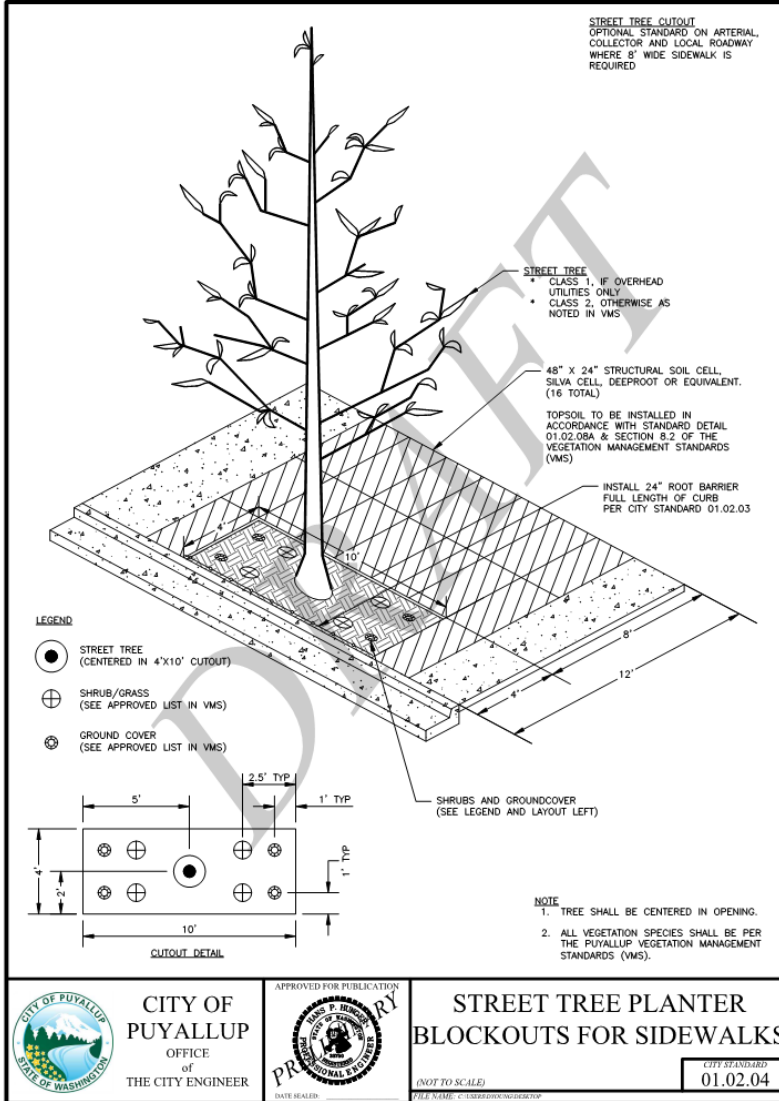 STREET TREE CUTOUT
OPTIONAL STANDARD ON ARTERIAL,
COLLECTOR AND LOCAL ROADWAY
WHERE 8' WIDE SIDEWALK IS
REQUIRED
STREET TREE
* CLASS 1, IF OVERHEAD
UTILITIES ONLY
* CLASS 2, OTHERWISE AS
NOTED IN VMS
48" X 24" STRUCTURAL SOIL CELL,
SILVA CELL, DEEPROOT OR EQUIVALENT.
(16 TOTAL)
TOPSOIL TO BE INSTALLED IN
ACCORDANCE WITH STANDARD DETAIL
01.02.08A & SECTION 8.2 OF THE
VEGETATION MANAGEMENT STANDARDS
(VMS)
INSTALL 24" ROOT BARRIER
FULL LENGTH OF CURB
PER CITY STANDARD 01.02.03
DRAFT
4'
10'
8'
4'
12'
LEGEND
STREET TREE
(CENTERED IN 4'X10' CUTOUT)
SHRUB/GRASS
(SEE APPROVED LIST IN VMS)
GROUND COVER
(SEE APPROVED LIST IN VMS)
SHRUBS AND GROUNDCOVER
(SEE LEGEND AND LAYOUT LEFT)
2.5' TYP
5'
1' TYP
4'
2'
1' TYP
10'
CUTOUT DETAIL
NOTE
1. TREE SHALL BE CENTERED IN OPENING.
2. ALL VEGETATION SPECIES SHALL BE PER
THE PUYALLUP VEGETATION MANAGEMENT
STANDARDS (VMS).
CITY OF PUYALLUP
STATE OF WASHINGTON
CITY OF
PUYALLUP
OFFICE
of
THE CITY ENGINEER
APPROVED FOR PUBLICATION
HANS P. HUNGER
STATE OF WASHINGTON
REGISTERED
PROFESSIONAL ENGINEER
PRELIMINARY
DATE SEALED:
STREET TREE PLANTER
BLOCKOUTS FOR SIDEWALKS
(NOT TO SCALE)
CITY STANDARD
01.02.04
FILE NAME: